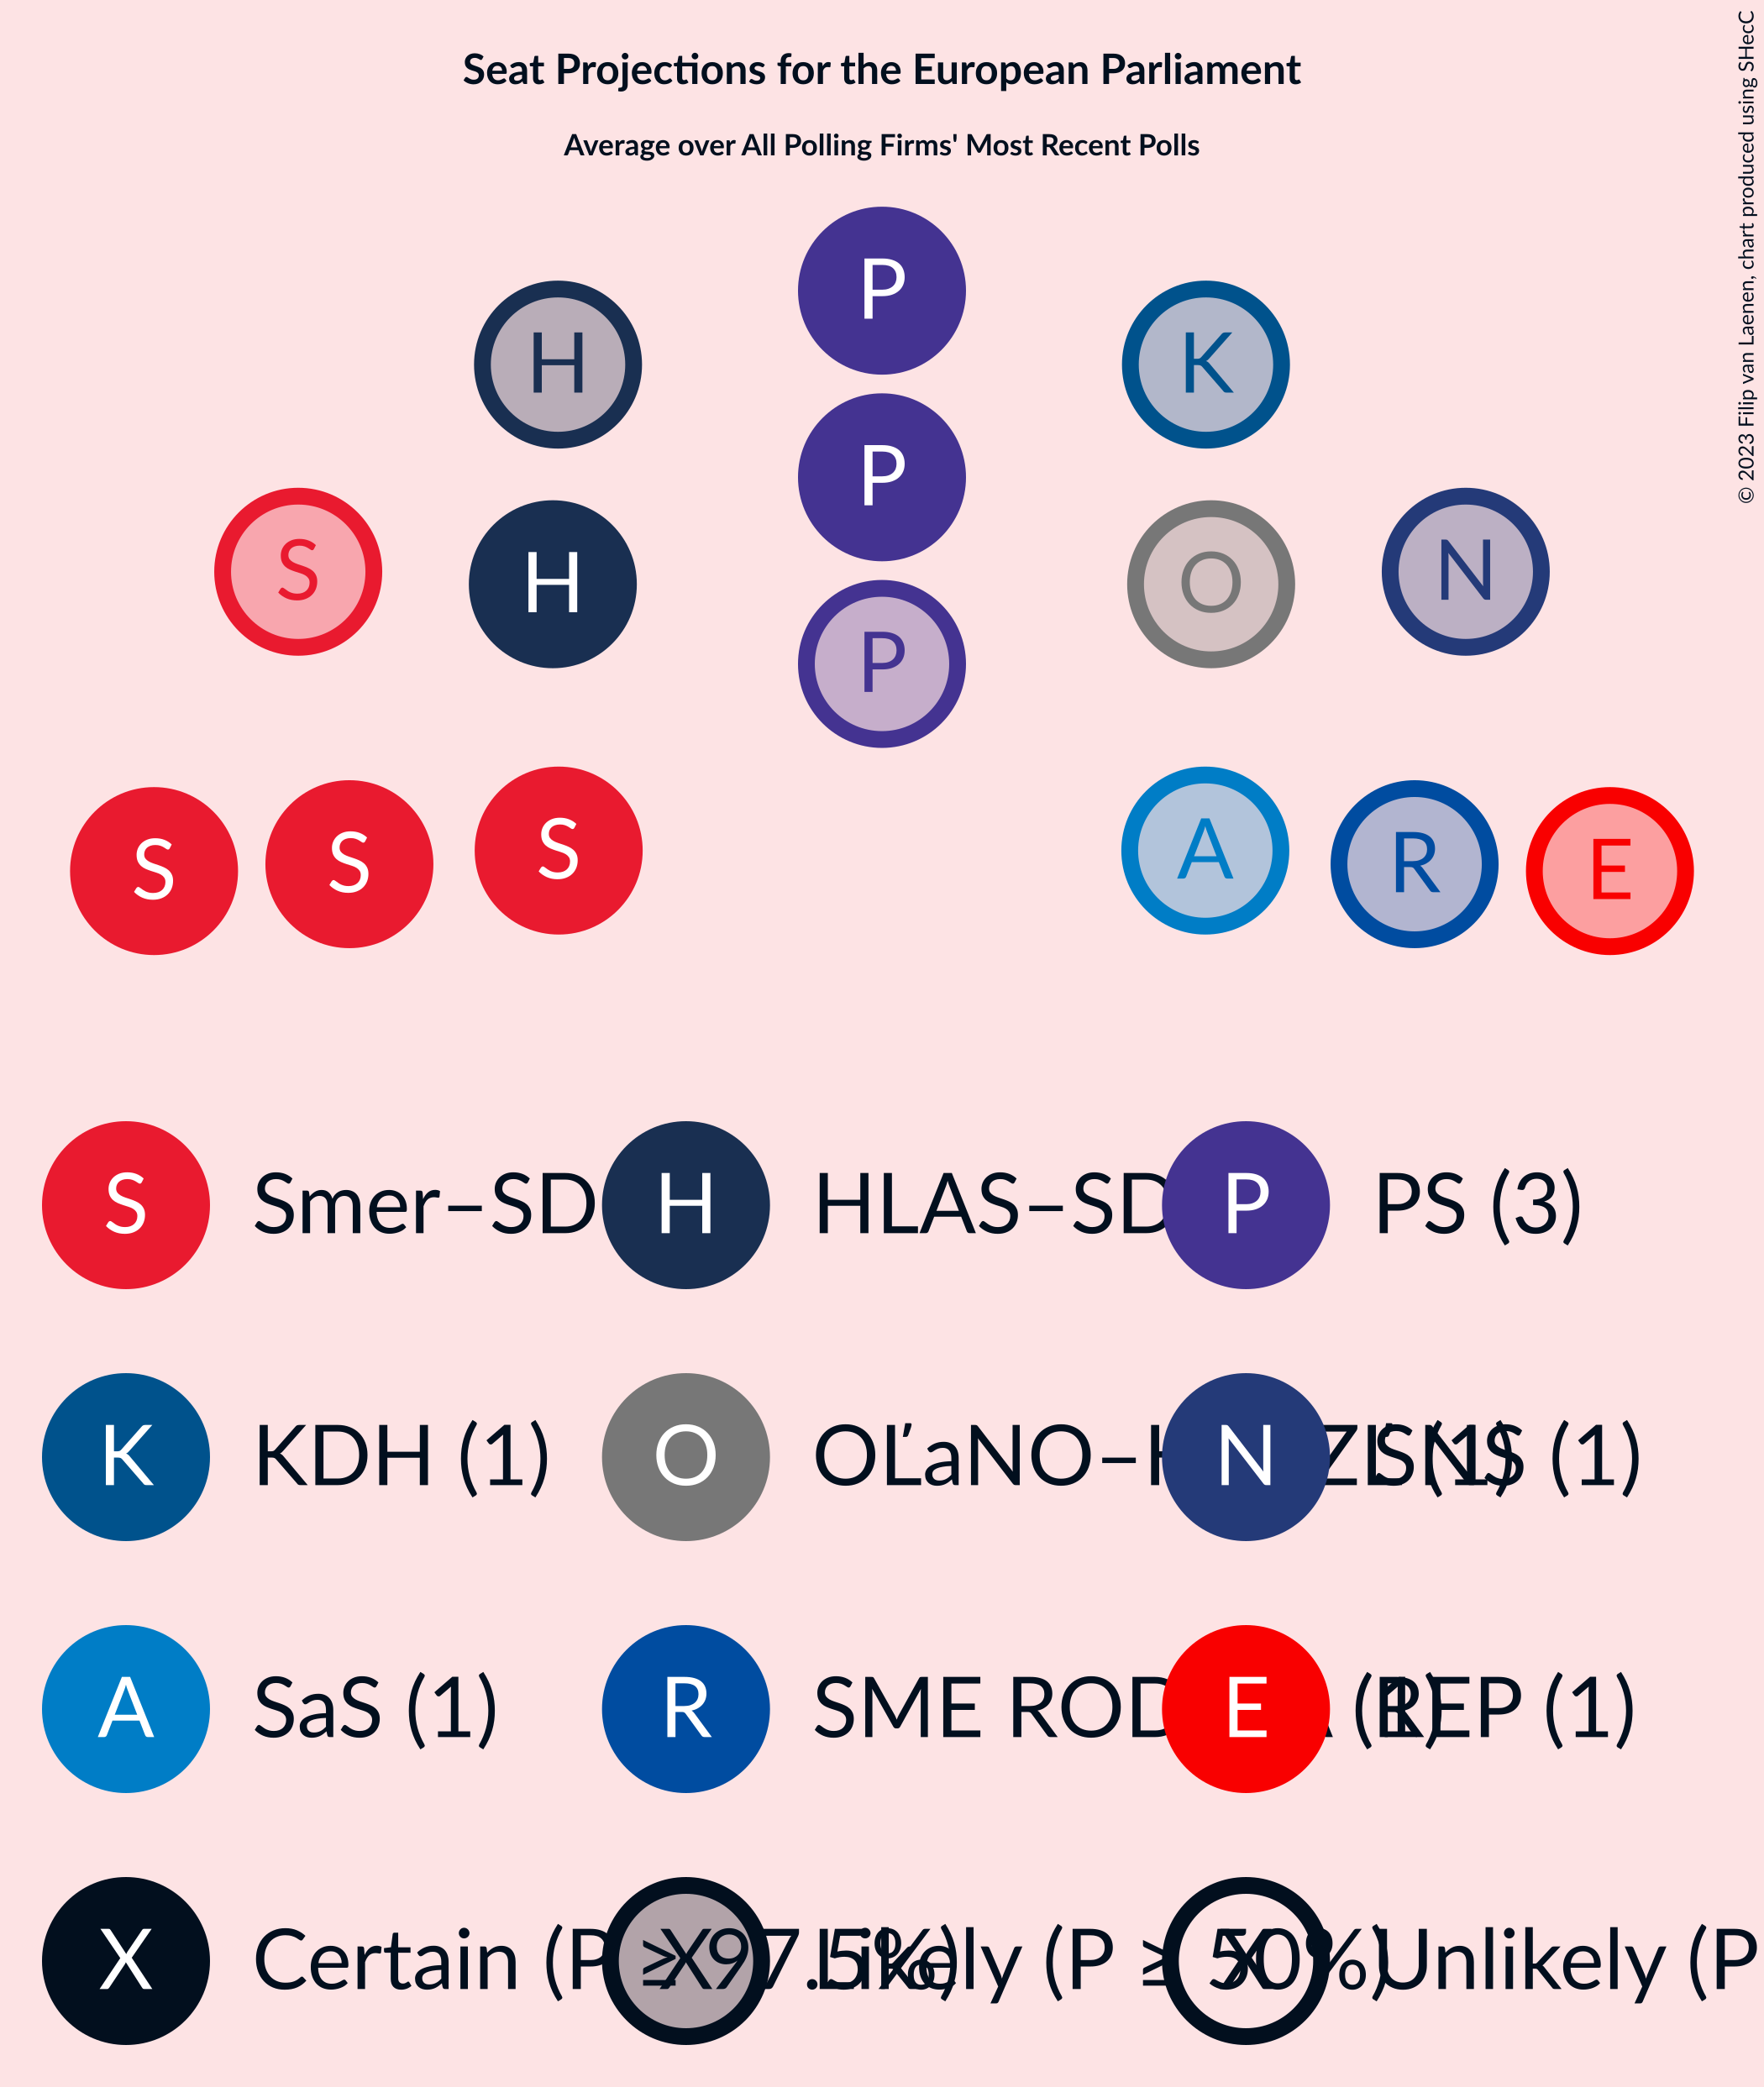 Seat Projections for the European Parliament
Average over All Polling Firms' Most Recent Polls
© 2023 Filip van Laenen, chart produced using SHecC
P
H K
P
S H O N
P
S S S A R E
S Smer–SD H HLAS–SD P PS (3)
K KDH (1) O OĽaNO– N SNS (1)
A SaS (1) R SME E REP (1)
X Certain (P ≥ 97.5%) X Likely (P ≥ 50%) X Unlikely (P